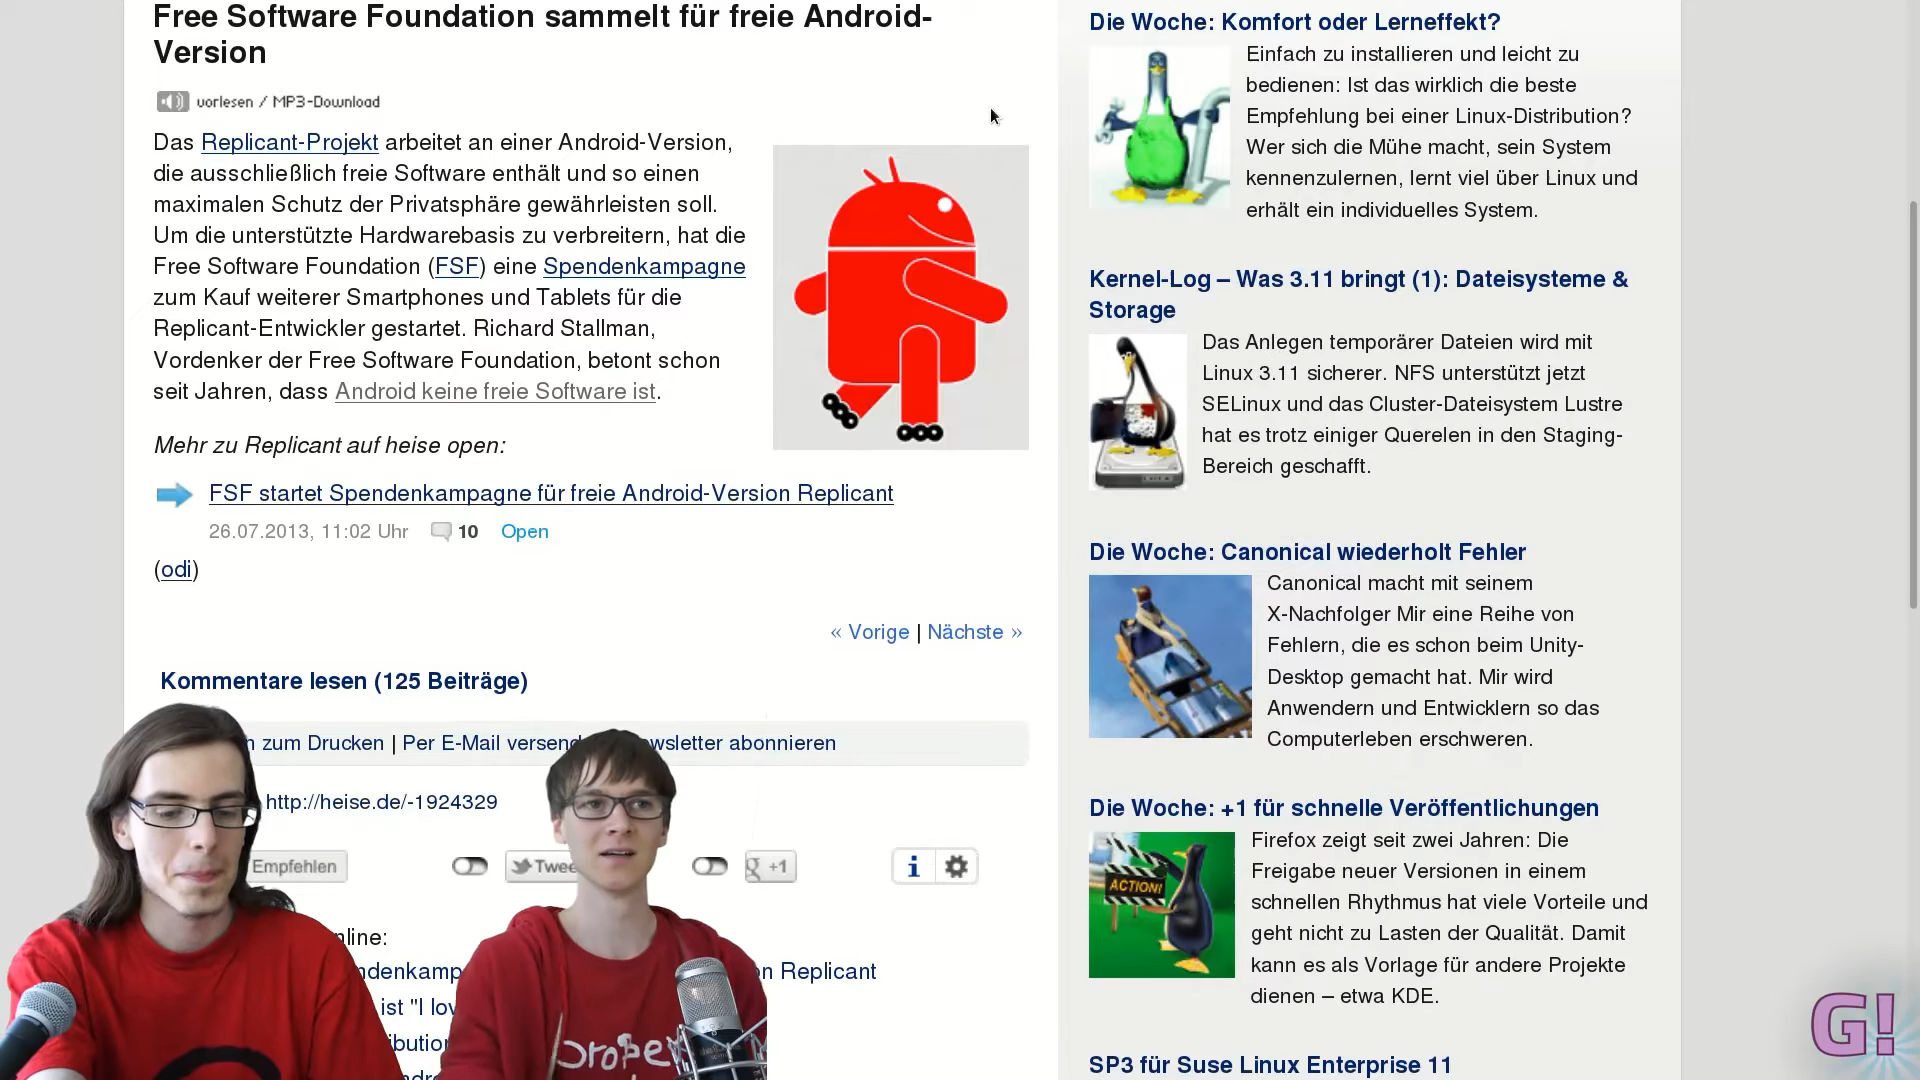 Free Software Foundation sammelt für freie Android-
Version
vorlesen / MP3-Download
Das Replicant-Projekt arbeitet an einer Android-Version,
die ausschließlich freie Software enthält und so einen
maximalen Schutz der Privatsphäre gewährleisten soll.
Um die unterstützte Hardwarebasis zu verbreitern, hat die
Free Software Foundation (FSF) eine Spendenkampagne
zum Kauf weiterer Smartphones und Tablets für die
Replicant-Entwickler gestartet. Richard Stallman,
Vordenker der Free Software Foundation, betont schon
seit Jahren, dass Android keine freie Software ist.
Mehr zu Replicant auf heise open:
FSF startet Spendenkampagne für freie Android-Version Replicant
26.07.2013, 11:02 Uhr 10 Open
(odi)
« Vorige | Nächste »
Kommentare lesen (125 Beiträge)
zum Drucken | Per E-Mail abonnieren
http://heise.de/-1924329
Empfehlen +1
Replicant
ist "I
Die Woche: Komfort oder Lerneffekt?
Einfach zu installieren und leicht zu
bedienen: Ist das wirklich die beste
Empfehlung bei einer Linux-Distribution?
Wer sich die Mühe macht, sein System
kennenzulernen, lernt viel über Linux und
erhält ein individuelles System.
Kernel-Log – Was 3.11 bringt (1): Dateisysteme &
Storage
Das Anlegen temporärer Dateien wird mit
Linux 3.11 sicherer. NFS unterstützt jetzt
SELinux und das Cluster-Dateisystem Lustre
hat es trotz einiger Querelen in den Staging-
Bereich geschafft.
Die Woche: Canonical wiederholt Fehler
Canonical macht mit seinem
X-Nachfolger Mir eine Reihe von
Fehlern, die es schon beim Unity-
Desktop gemacht hat. Mir wird
Anwendern und Entwicklern so das
Computerleben erschweren.
Die Woche: +1 für schnelle Veröffentlichungen
ACTION!
Firefox zeigt seit zwei Jahren: Die
Freigabe neuer Versionen in einem
schnellen Rhythmus hat viele Vorteile und
geht nicht zu Lasten der Qualität. Damit
kann es als Vorlage für andere Projekte
dienen – etwa KDE.
SP3 für Suse Linux Enterprise 11
G!